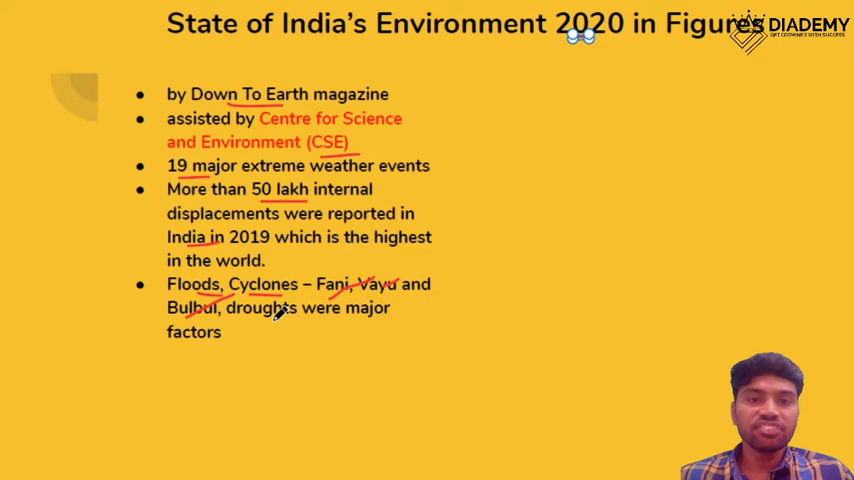 State of India's Environment 2020 in Figures
DIADEMY
GET CROWNED WITH SUCCESS
by Down To Earth magazine
assisted by Centre for Science
and Environment (CSE)
19 major extreme weather events
More than 50 lakh internal
displacements were reported in
India in 2019 which is the highest
in the world.
Floods, Cyclones – Fani, Vayu and
Bulbul, droughts were major
factors